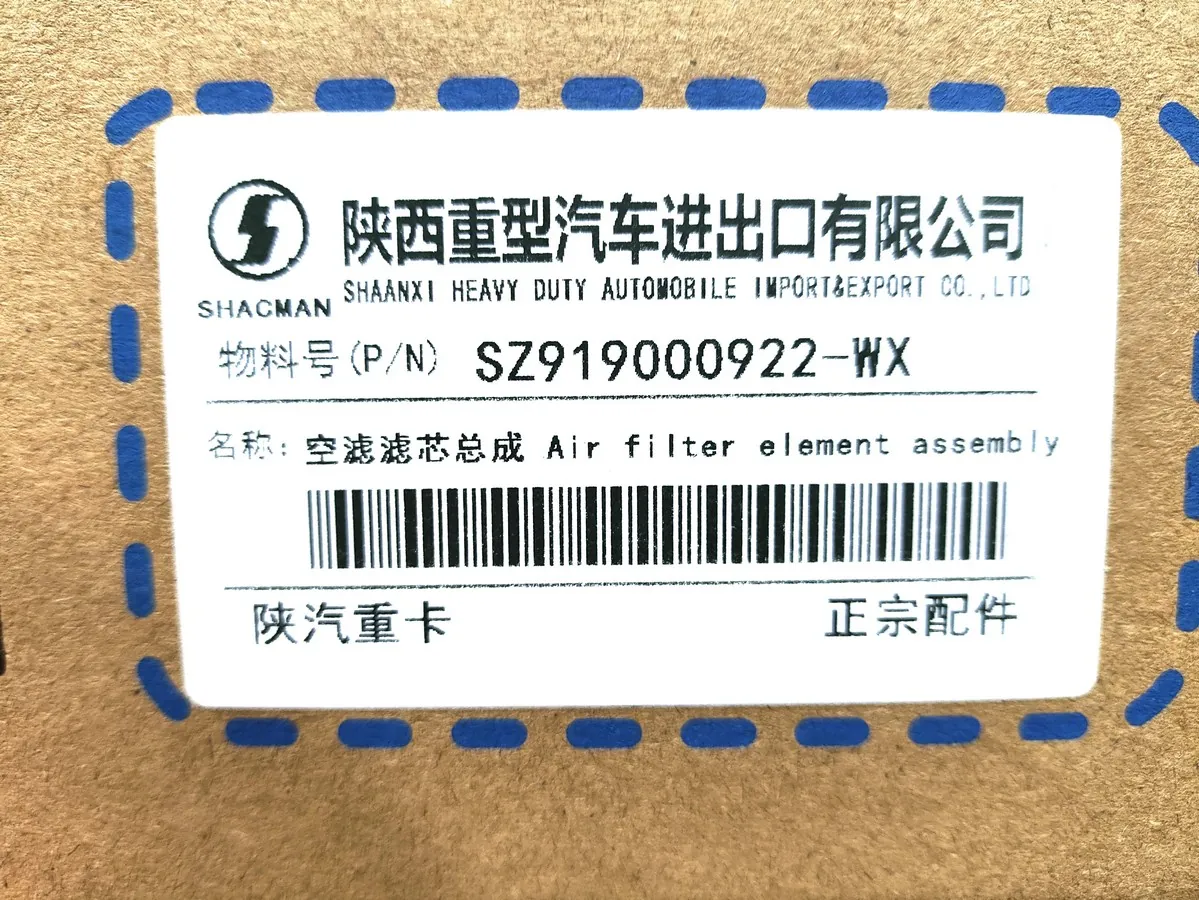 陕西重型汽车进出口有限公司
SHAANXI HEAVY DUTY AUTOMOBILE IMPORT&EXPORT CO.,LTD
SHACMAN
物料号(P/N) SZ919000922-WX
名称: 空滤滤芯总成 Air filter element assembly
陕汽重卡 正宗配件